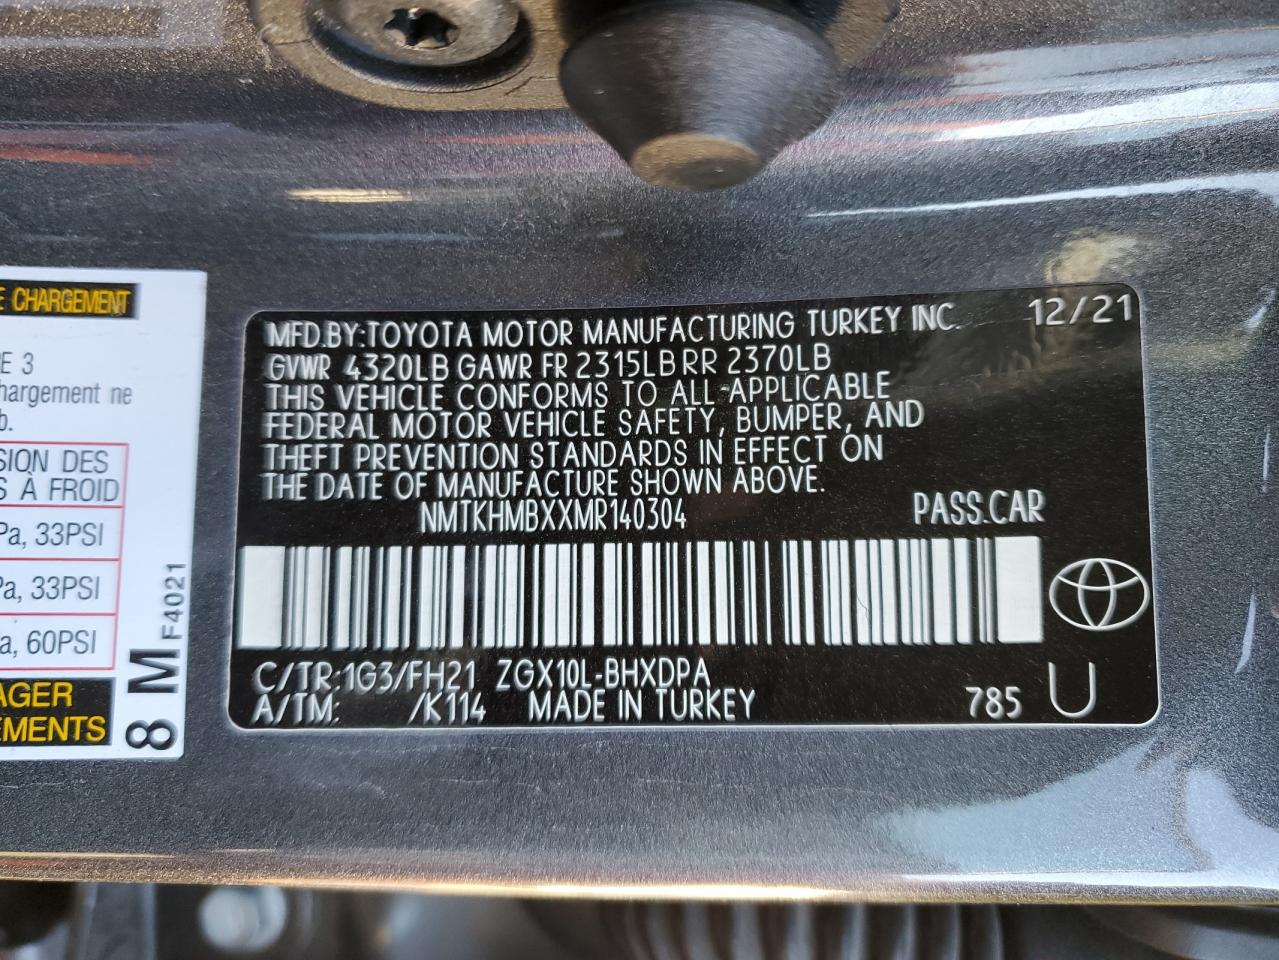 E CHARGEMENT
PE 3
chargement ne
b.
SION DES
S À FROID
Pa, 33PSI
Pa, 33PSI
a, 60PSI
AGER
EMENTS
8 M F4021
MFD.BY:TOYOTA MOTOR MANUFACTURING TURKEY INC. 12/21
GVWR 4320LB GAWR FR 2315LB RR 2370LB
THIS VEHICLE CONFORMS TO ALL APPLICABLE
FEDERAL MOTOR VEHICLE SAFETY, BUMPER, AND
THEFT PREVENTION STANDARDS IN EFFECT ON
THE DATE OF MANUFACTURE SHOWN ABOVE.
NMTKHMBXXMR140304 PASS.CAR
C/TR:1G3/FH21 ZGX10L-BHXDPA
A/TM: /K114 MADE IN TURKEY 785 U